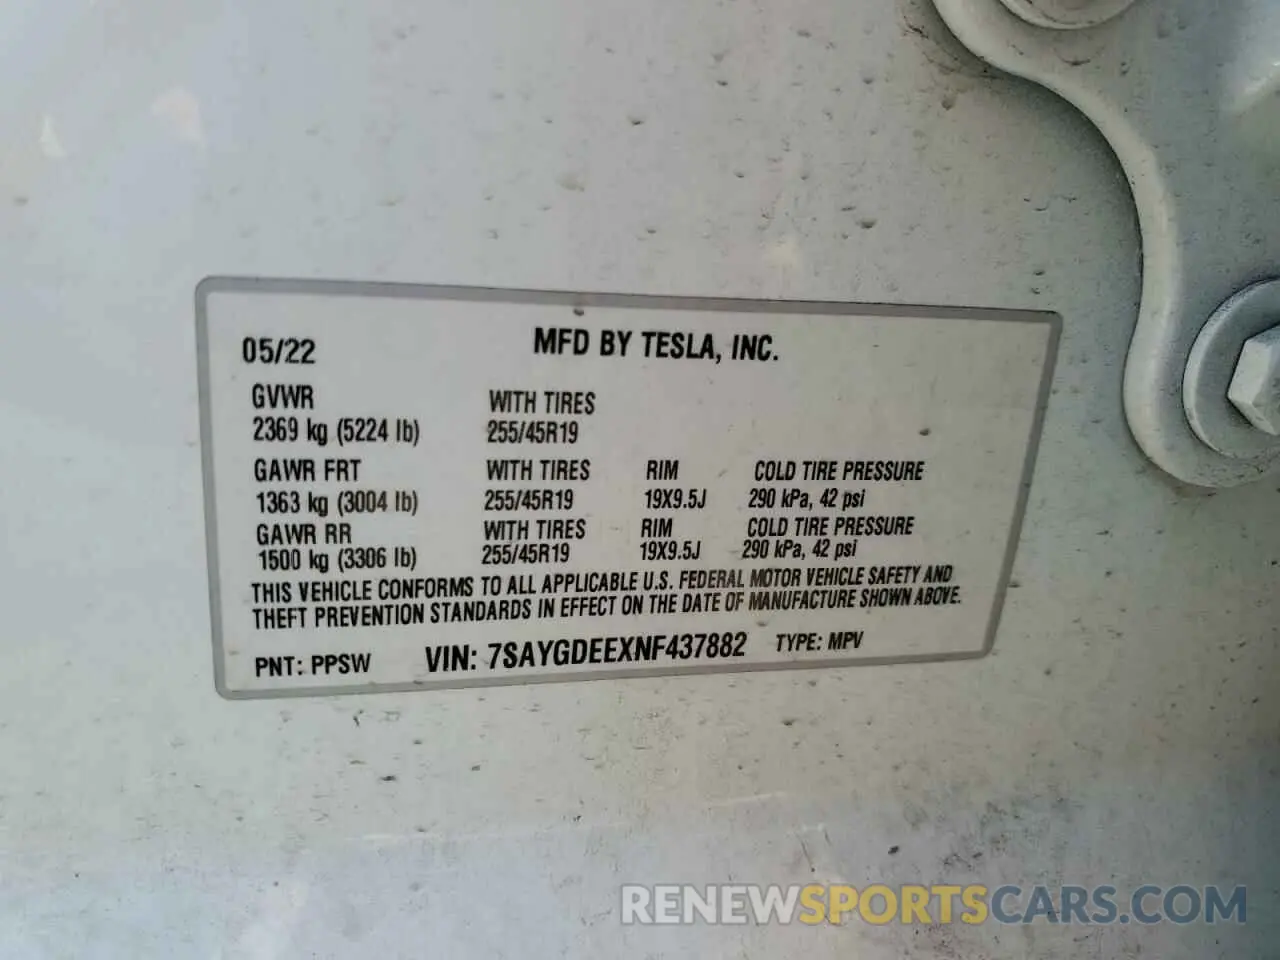 05/22 MFD BY TESLA, INC.
GVWR WITH TIRES
2369 kg (5224 lb) 255/45R19
GAWR FRT WITH TIRES RIM COLD TIRE PRESSURE
1363 kg (3004 lb) 255/45R19 19X9.5J 290 kPa, 42 psi
GAWR RR WITH TIRES RIM COLD TIRE PRESSURE
1500 kg (3306 lb) 255/45R19 19X9.5J 290 kPa, 42 psi
THIS VEHICLE CONFORMS TO ALL APPLICABLE U.S. FEDERAL MOTOR VEHICLE SAFETY AND
THEFT PREVENTION STANDARDS IN EFFECT ON THE DATE OF MANUFACTURE SHOWN ABOVE.
PNT: PPSW VIN: 7SAYGDEEXNF437882 TYPE: MPV
RENEWSPORTSCARS.COM